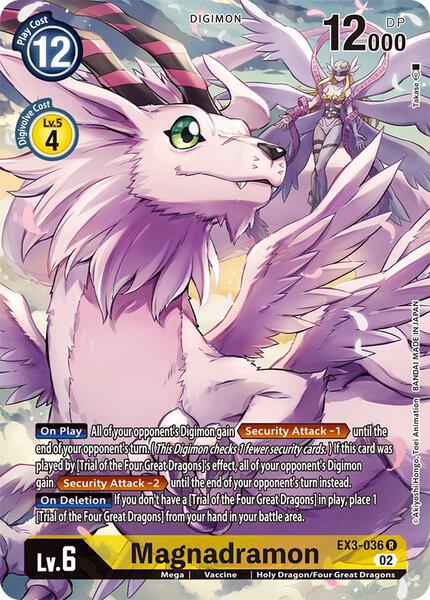 Play Cost
12
DIGIMON
DP
12000
Digivolve Cost
Lv.5
4
Takase
On Play All of your opponent's Digimon gain Security Attack -1 until the
end of your opponent's turn. (This Digimon checks 1 fewer security cards.) If this card was
played by [Trial of the Four Great Dragons]'s effect, all of your opponent's Digimon
gain Security Attack -2 until the end of your opponent's turn instead.
On Deletion If you don't have a [Trial of the Four Great Dragons] in play, place 1
[Trial of the Four Great Dragons] from your hand in your battle area.
©Akiyoshi Hongo, Toei Animation BANDAI MADE IN JAPAN
Lv.6
Magnadramon
EX3-036 R
02
Mega | Vaccine | Holy Dragon/Four Great Dragons